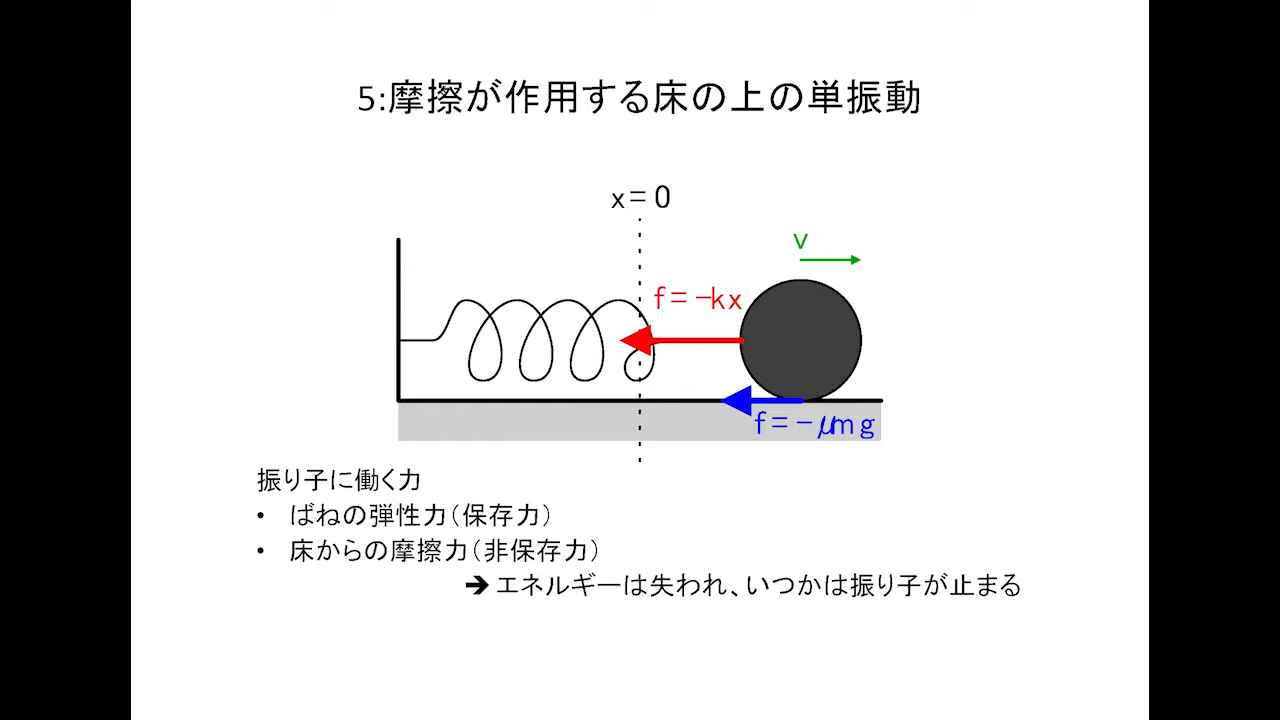 5:摩擦が作用する床の上の単振動
x = 0
v
f = -kx
f = -μmg
振り子に働く力
• ばねの弾性力(保存力)
• 床からの摩擦力(非保存力)
➔ エネルギーは失われ、いつかは振り子が止まる